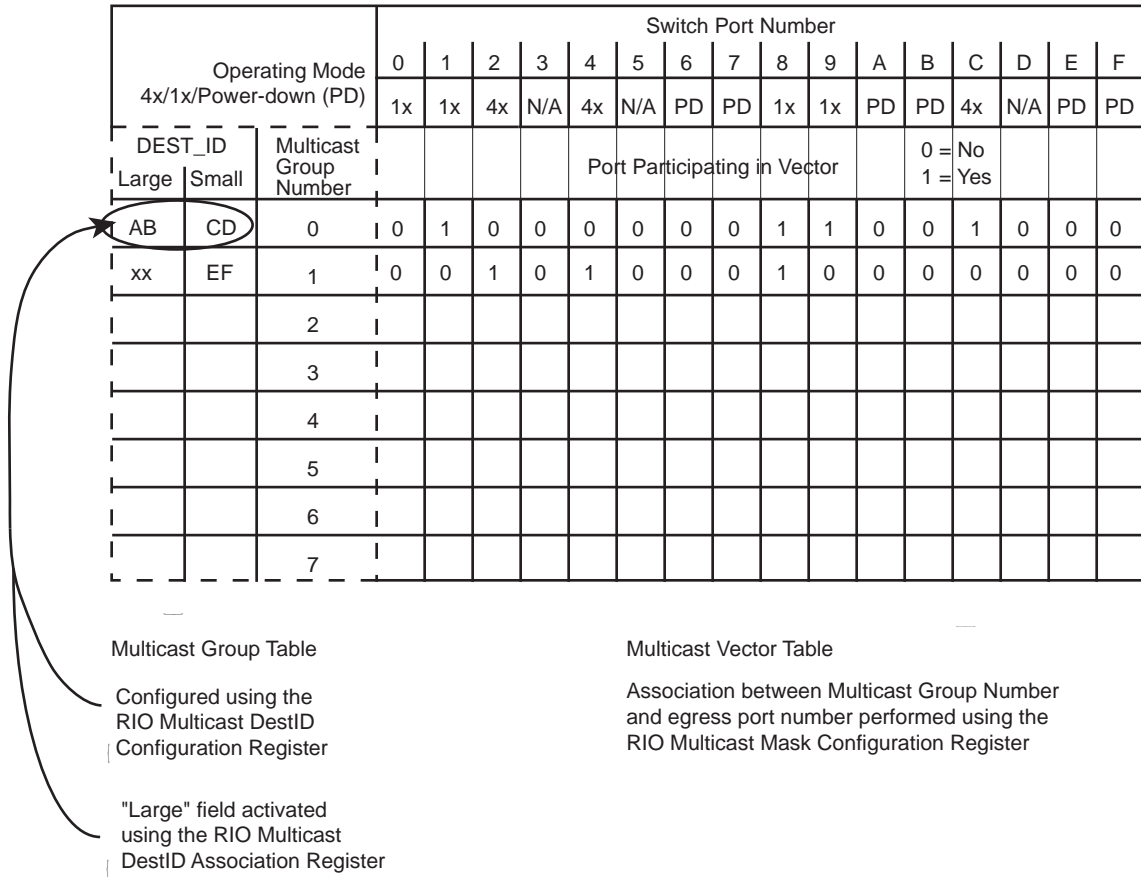 Switch Port Number
Operating Mode 0 1 2 3 4 5 6 7 8 9 A B C D E F
4x/1x/Power-down (PD) 1x 1x 4x N/A 4x N/A PD PD 1x 1x PD PD 4x N/A PD PD
DEST_ID Multicast Group Number Port Participating in Vector 0 = No
Large Small 1 = Yes
AB CD 0 0 1 0 0 0 0 0 0 1 1 0 0 1 0 0 0
xx EF 1 0 0 1 0 1 0 0 0 1 0 0 0 0 0 0 0
2
3
4
5
6
7
Multicast Group Table
Configured using the
RIO Multicast DestID
Configuration Register
"Large" field activated
using the RIO Multicast
DestID Association Register
Multicast Vector Table
Association between Multicast Group Number
and egress port number performed using the
RIO Multicast Mask Configuration Register